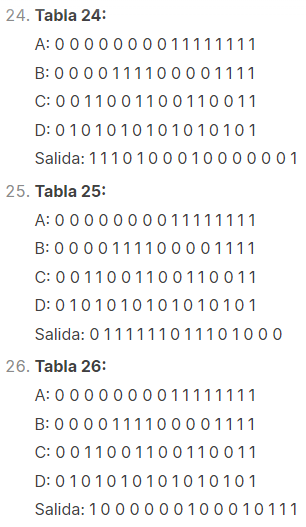 24. Tabla 24:
A: 0 0 0 0 0 0 0 0 1 1 1 1 1 1 1 1
B: 0 0 0 0 1 1 1 1 0 0 0 0 1 1 1 1
C: 0 0 1 1 0 0 1 1 0 0 1 1 0 0 1 1
D: 0 1 0 1 0 1 0 1 0 1 0 1 0 1 0 1
Salida: 1 1 1 0 1 0 0 0 1 0 0 0 0 0 0 1
25. Tabla 25:
A: 0 0 0 0 0 0 0 0 1 1 1 1 1 1 1 1
B: 0 0 0 0 1 1 1 1 0 0 0 0 1 1 1 1
C: 0 0 1 1 0 0 1 1 0 0 1 1 0 0 1 1
D: 0 1 0 1 0 1 0 1 0 1 0 1 0 1 0 1
Salida: 0 1 1 1 1 1 1 0 1 1 1 0 1 0 0 0
26. Tabla 26:
A: 0 0 0 0 0 0 0 0 1 1 1 1 1 1 1 1
B: 0 0 0 0 1 1 1 1 0 0 0 0 1 1 1 1
C: 0 0 1 1 0 0 1 1 0 0 1 1 0 0 1 1
D: 0 1 0 1 0 1 0 1 0 1 0 1 0 1 0 1
Salida: 1 0 0 0 0 0 0 1 0 0 0 1 0 1 1 1